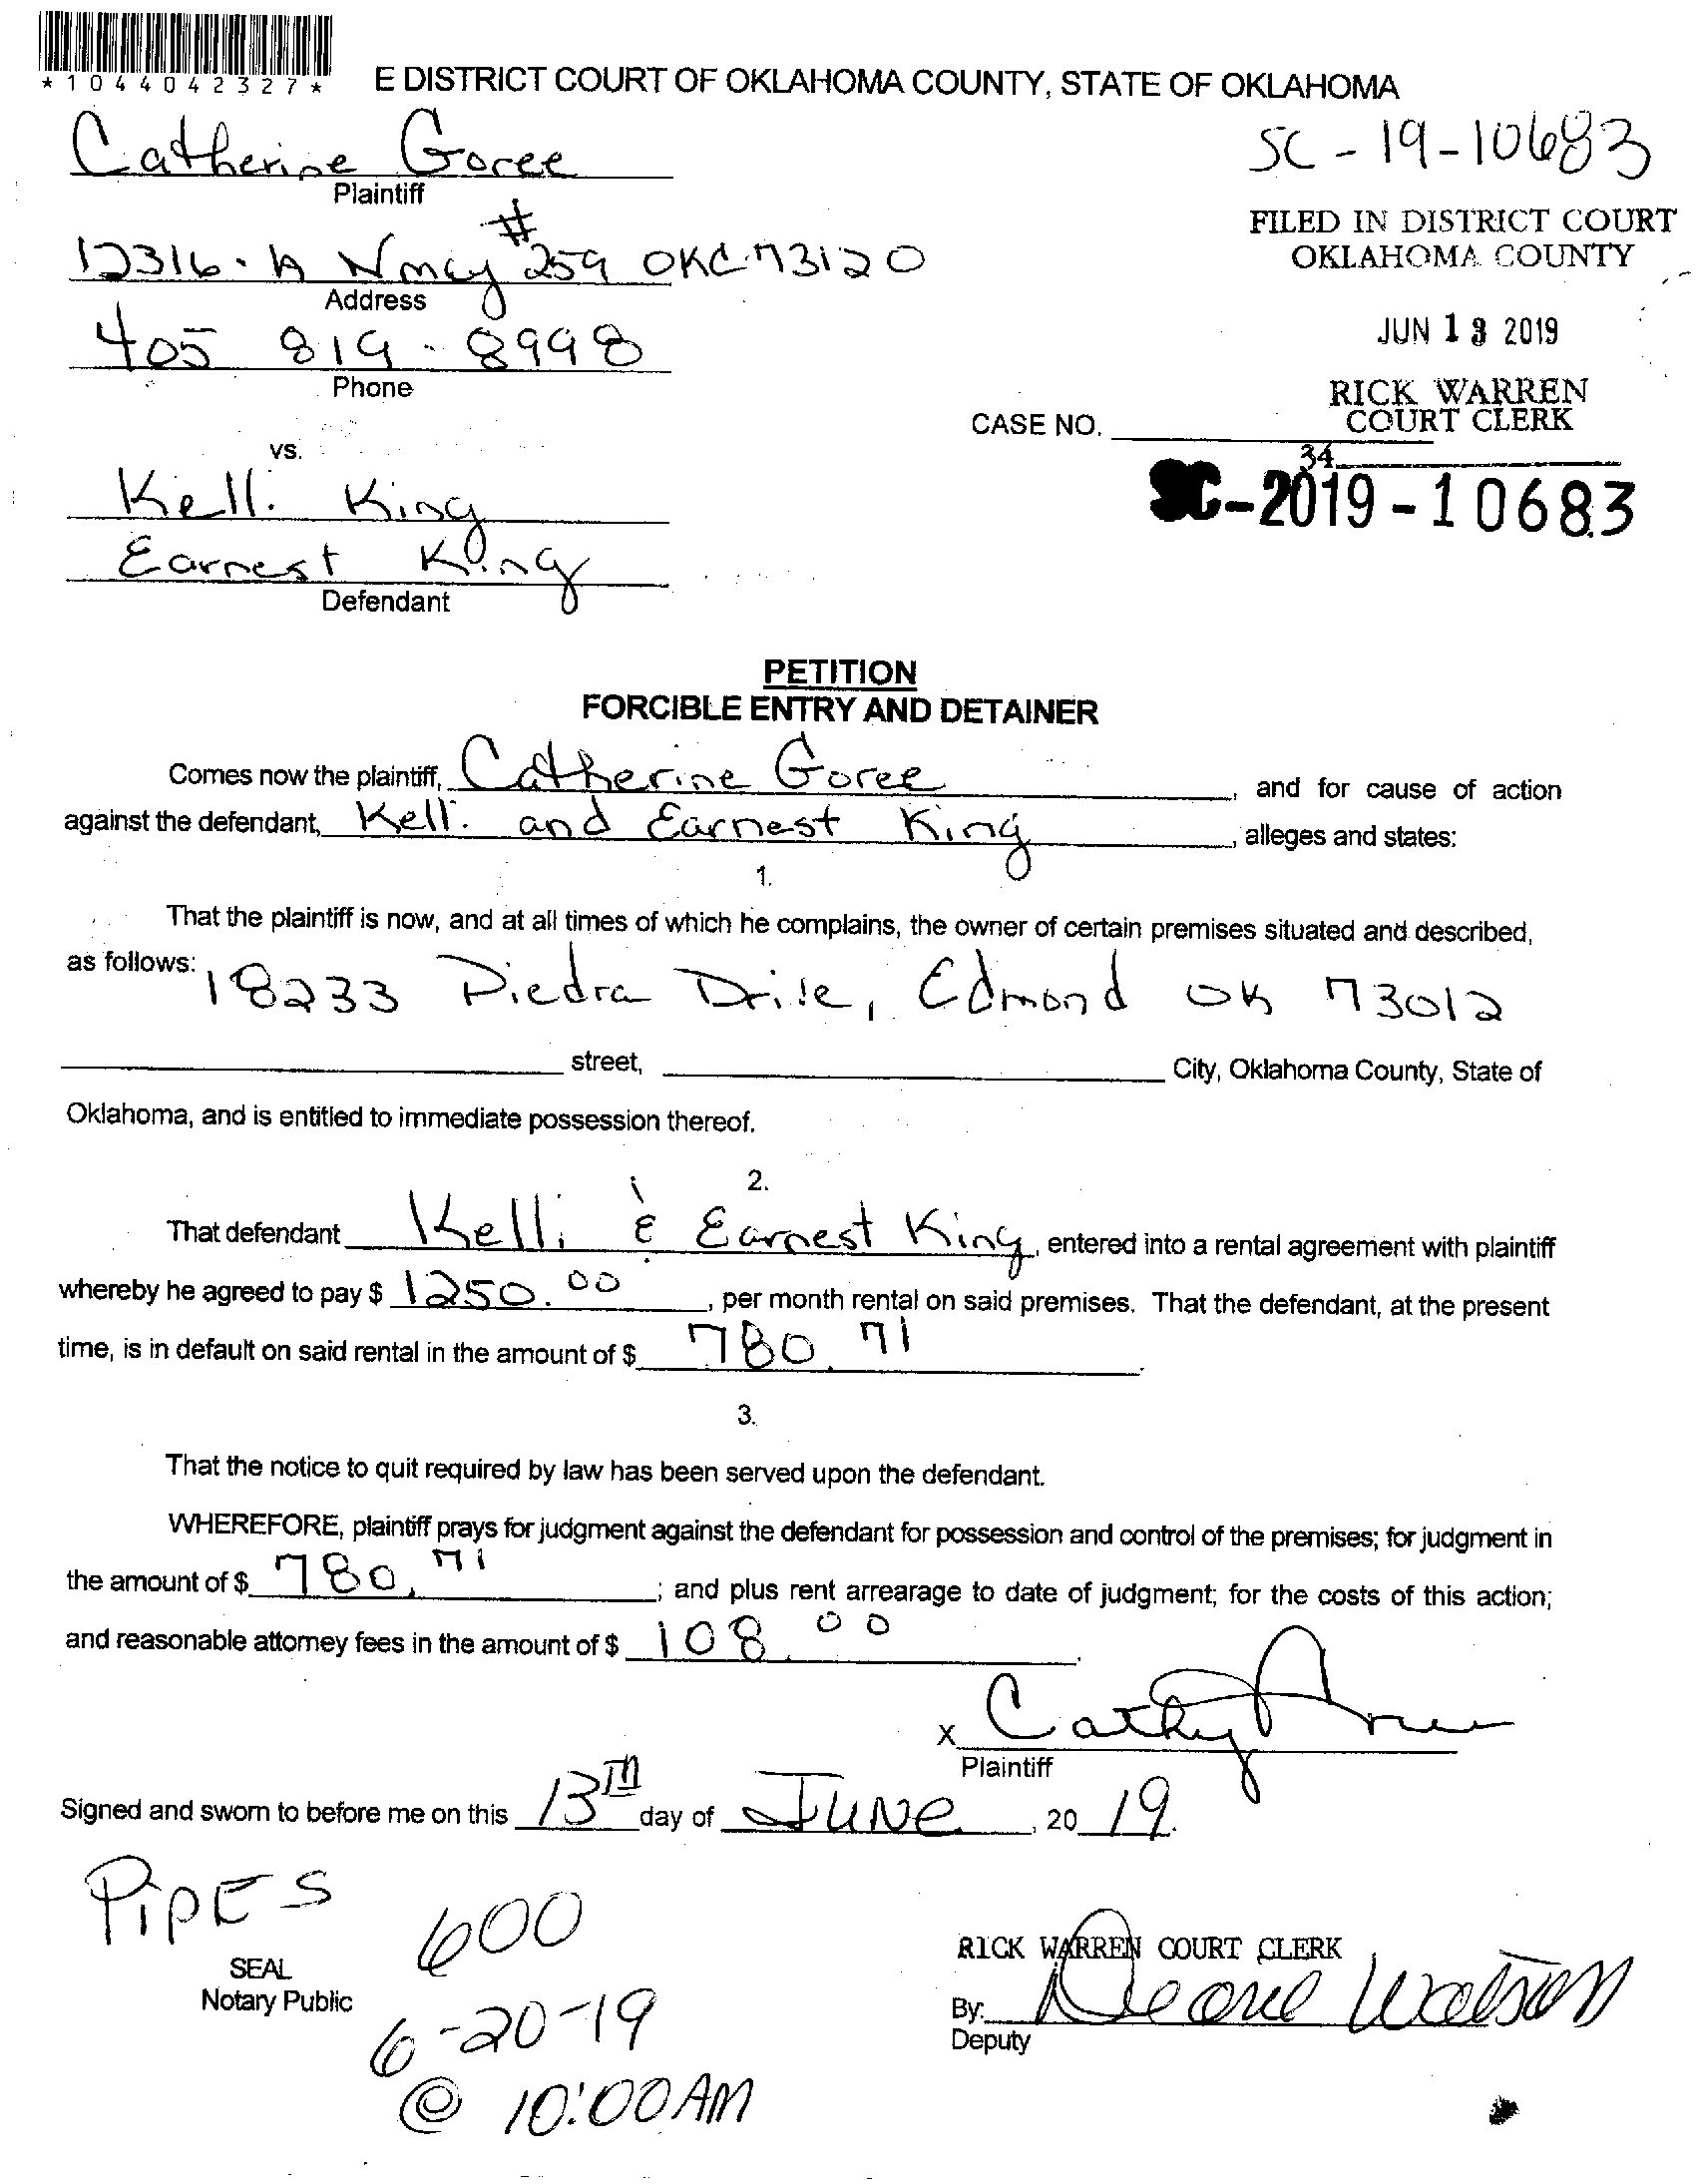 *1044042327*
E DISTRICT COURT OF OKLAHOMA COUNTY, STATE OF OKLAHOMA
Catherine Goree
Plaintiff
SC-19-10683
FILED IN DISTRICT COURT
OKLAHOMA COUNTY
12316-A Nmcy #259 OKC 73120
Address
JUN 13 2019
405 819-8998
Phone
RICK WARREN
COURT CLERK
CASE NO.
34
vs.
SC-2019-10683
Kelli King
Earnest King
Defendant
PETITION
FORCIBLE ENTRY AND DETAINER
Comes now the plaintiff, Catherine Goree, and for cause of action
against the defendant, Kelli and Earnest King, alleges and states:
1.
That the plaintiff is now, and at all times of which he complains, the owner of certain premises situated and described,
as follows: 18233 Piedra Drive, Edmond OK 73012
street, City, Oklahoma County, State of
Oklahoma, and is entitled to immediate possession thereof.
2.
That defendant Kelli & Earnest King, entered into a rental agreement with plaintiff
whereby he agreed to pay $ 1250.00, per month rental on said premises. That the defendant, at the present
time, is in default on said rental in the amount of $ 780.71.
3.
That the notice to quit required by law has been served upon the defendant.
WHEREFORE, plaintiff prays for judgment against the defendant for possession and control of the premises; for judgment in
the amount of $ 780.71; and plus rent arrearage to date of judgment; for the costs of this action;
and reasonable attorney fees in the amount of $ 108.00.
X Cathy Goree
Plaintiff
Signed and sworn to before me on this 13TH day of JUNE, 20 19.
PIPES
600
SEAL
Notary Public
RICK WARREN COURT CLERK
By: Watson
Deputy
6-20-19
@ 10:00AM